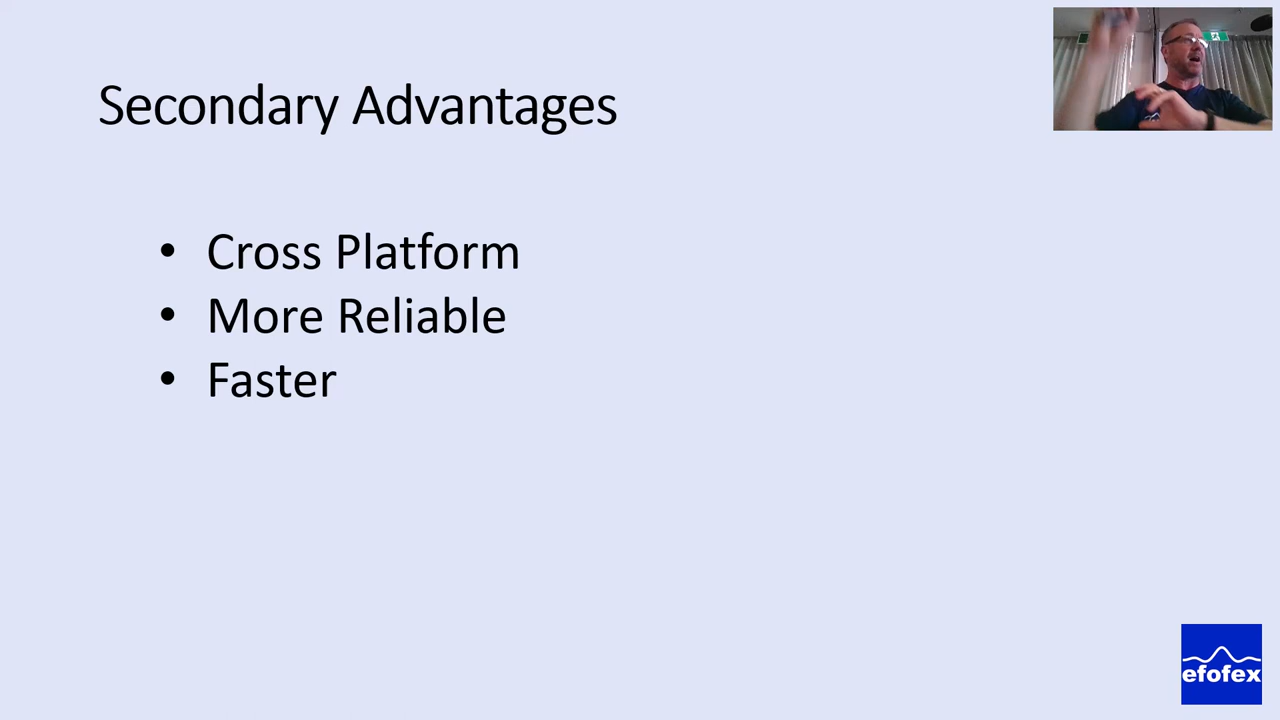 Secondary Advantages
• Cross Platform
• More Reliable
• Faster
efofex